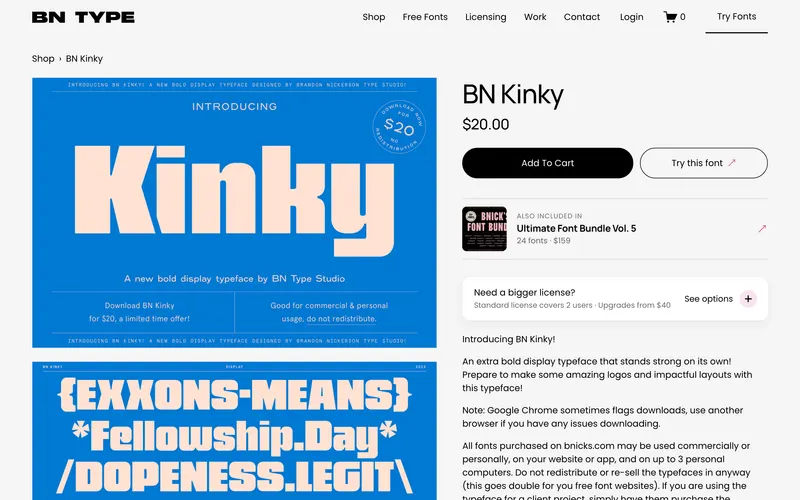 BN TYPE
Shop
Free Fonts
Licensing
Work
Contact
Login
0
Try Fonts
Shop › BN Kinky
INTRODUCING BN KINKY! A NEW BOLD DISPLAY TYPEFACE DESIGNED BY BRANDON NICKERSON TYPE STUDIO!
INTRODUCING
DOWNLOAD NOW
FOR
$20
NO
REDISTRIBUTION
Kinky
A new bold display typeface by BN Type Studio
Download BN Kinky
for $20, a limited time offer!
Good for commercial & personal
usage, do not redistribute.
INTRODUCING BN KINKY! A NEW BOLD DISPLAY TYPEFACE DESIGNED BY BRANDON NICKERSON TYPE STUDIO!
BN KINKY
DISPLAY
2023
{EXXONS-MEANS}
*Fellowship.Day*
/DOPENESS.LEGIT\
BN Kinky
$20.00
Add To Cart
Try this font ↗
BNICK'S
FONT BUND
ALSO INCLUDED IN
Ultimate Font Bundle Vol. 5
24 fonts · $159
↗
Need a bigger license?
Standard license covers 2 users · Upgrades from $40
See options +
Introducing BN Kinky!
An extra bold display typeface that stands strong on its own!
Prepare to make some amazing logos and impactful layouts with
this typeface!
Note: Google Chrome sometimes flags downloads, use another
browser if you have any issues downloading.
All fonts purchased on bnicks.com may be used commercially or
personally, on your website or app, and on up to 3 personal
computers. Do not redistribute or re-sell the typefaces in anyway
(this goes double for you free font websites). If you are using the
typeface for a client project, simply have them purchase the